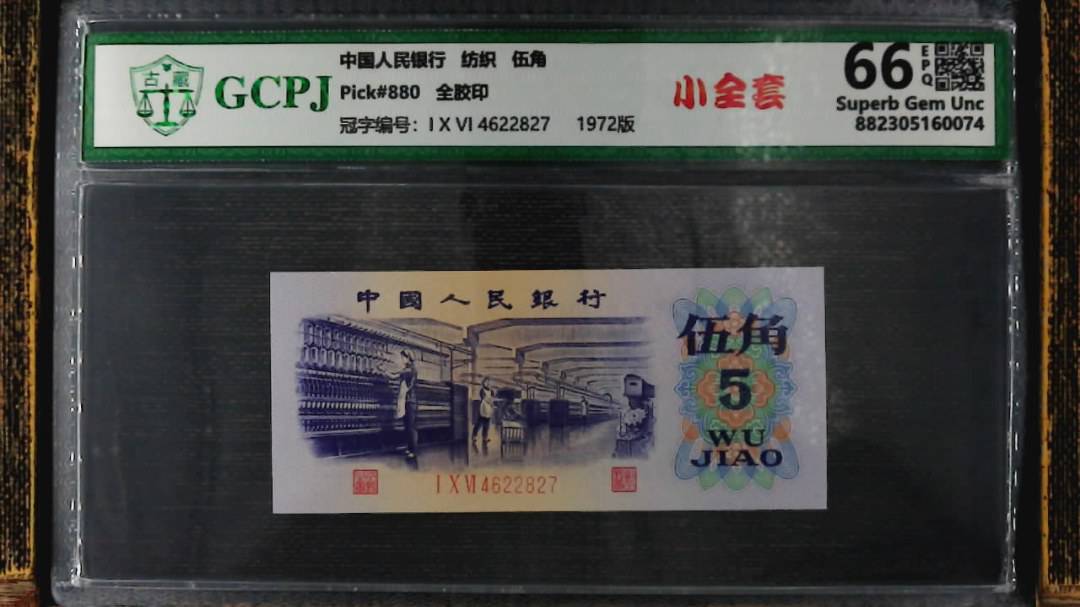 古藏
GCPJ
中国人民银行 纺织 伍角
Pick#880 全胶印
冠字编号：I X VI 4622827 1972版
小全套
66 EPQ
Superb Gem Unc
882305160074
中國人民銀行
伍角
5
WU
JIAO
I X VI 4622827